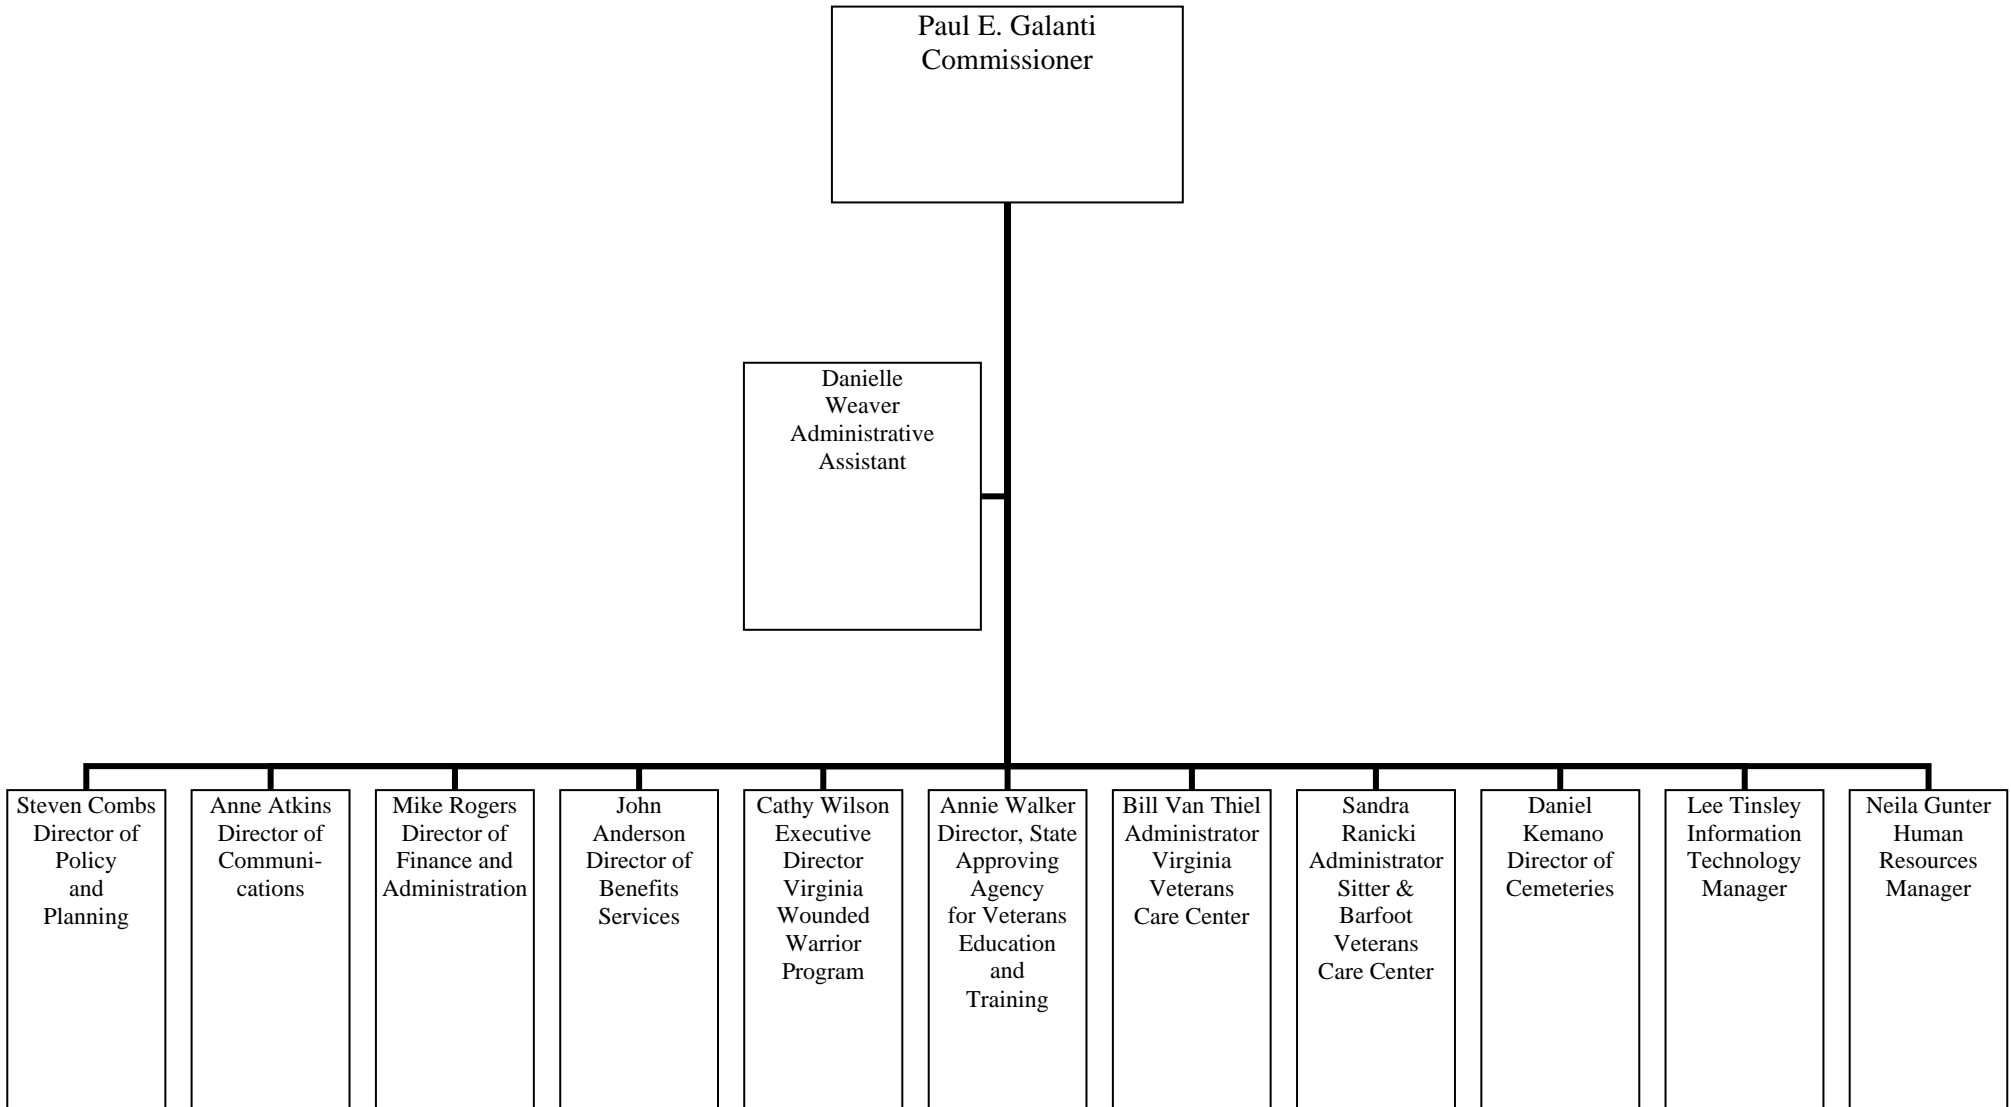 Paul E. Galanti
Commissioner
Danielle
Weaver
Administrative
Assistant
Steven Combs
Director of
Policy
and
Planning
Anne Atkins
Director of
Communi-
cations
Mike Rogers
Director of
Finance and
Administration
John
Anderson
Director of
Benefits
Services
Cathy Wilson
Executive
Director
Virginia
Wounded
Warrior
Program
Annie Walker
Director, State
Approving
Agency
for Veterans
Education
and
Training
Bill Van Thiel
Administrator
Virginia
Veterans
Care Center
Sandra
Ranicki
Administrator
Sitter &
Barfoot
Veterans
Care Center
Daniel
Kemano
Director of
Cemeteries
Lee Tinsley
Information
Technology
Manager
Neila Gunter
Human
Resources
Manager